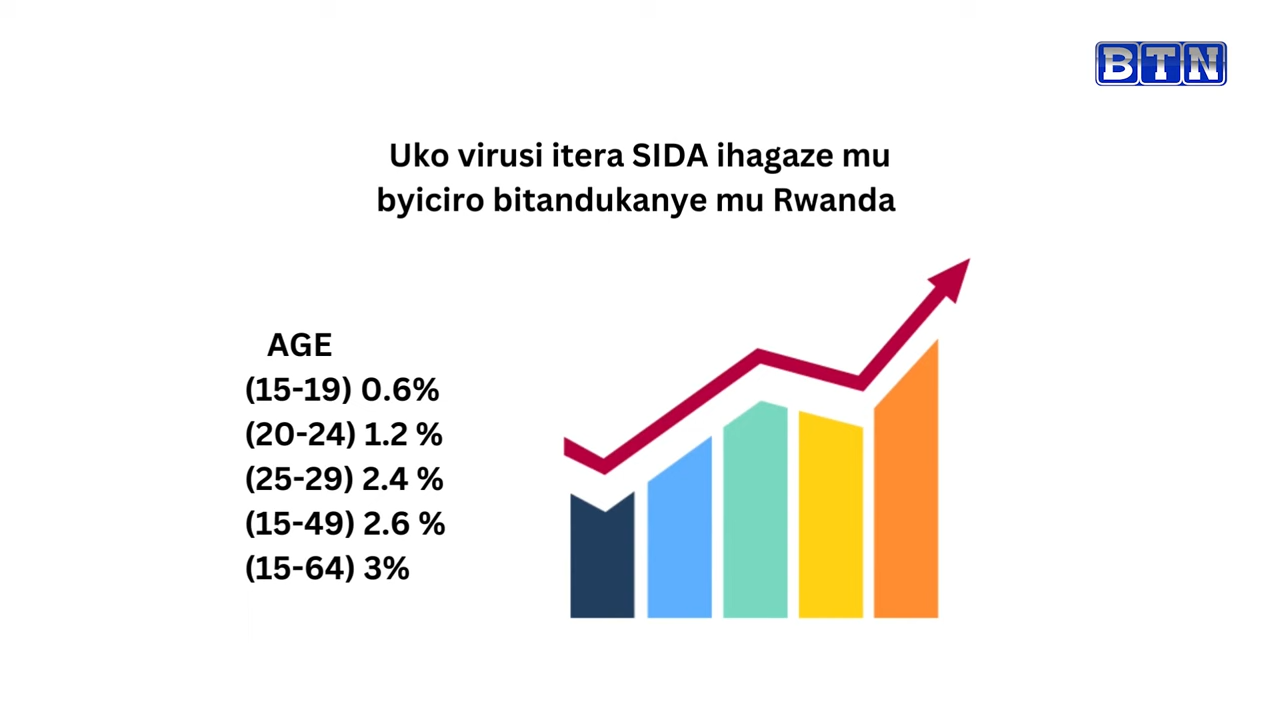 BTN
Uko virusi itera SIDA ihagaze mu
byiciro bitandukanye mu Rwanda
AGE
(15-19) 0.6%
(20-24) 1.2 %
(25-29) 2.4 %
(15-49) 2.6 %
(15-64) 3%